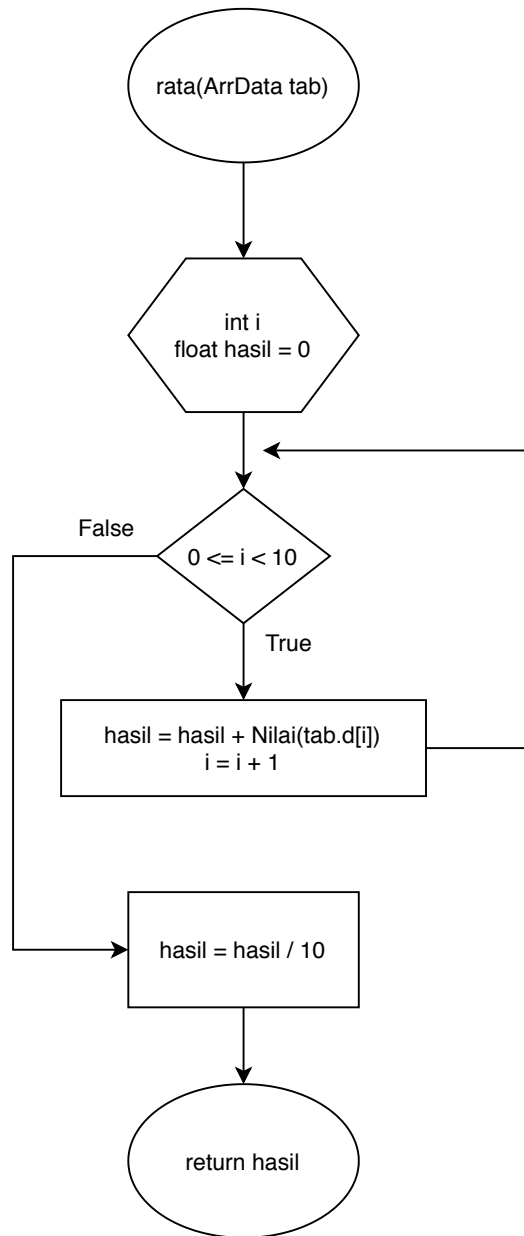 rata(ArrData tab)
int i
float hasil = 0
False
0 <= i < 10
True
hasil = hasil + Nilai(tab.d[i])
i = i + 1
hasil = hasil / 10
return hasil